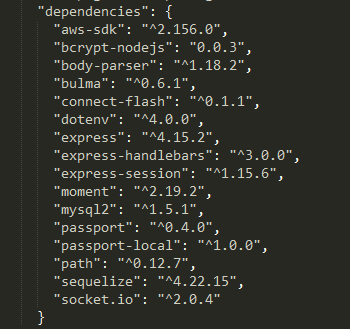 "dependencies": {
"aws-sdk": "^2.156.0",
"bcrypt-nodejs": "0.0.3",
"body-parser": "^1.18.2",
"bulma": "^0.6.1",
"connect-flash": "^0.1.1",
"dotenv": "^4.0.0",
"express": "^4.15.2",
"express-handlebars": "^3.0.0",
"express-session": "^1.15.6",
"moment": "^2.19.2",
"mysql2": "^1.5.1",
"passport": "^0.4.0",
"passport-local": "^1.0.0",
"path": "^0.12.7",
"sequelize": "^4.22.15",
"socket.io": "^2.0.4"
}